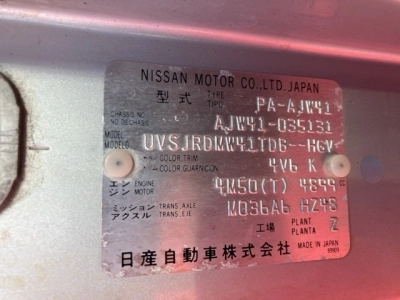 NISSAN MOTOR CO.,LTD.JAPAN
型式 TYPE TIPO PA-AJW41
CHASSIS NO NO DECHASIS AJW41-035131
MODEL MODELO UVSJRDMW41TDB--HGV
COLOR,TRIM COLOR,GUARNICION 4V6 K
エンジン ENGINE MOTOR 4M50(T) 4899
ミッション アクスル TRANS.AXLE TRANS.EJE M036A6 HZ48
工場 PLANT PLANTA Z
日産自動車株式会社 MADE IN JAPAN